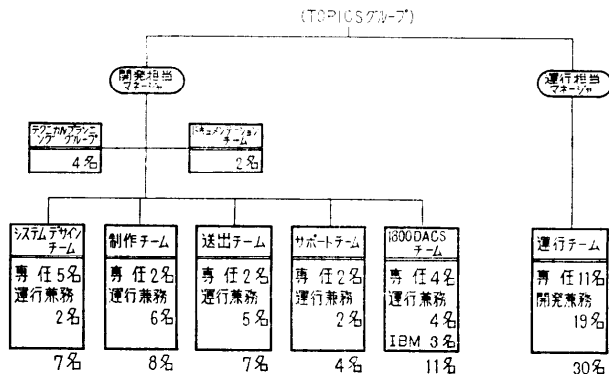 (TOPICSグループ)
開発担当
マネージャ
運行担当
マネージャ
テクニカルプランニ
ング グループ
4名
ドキュメンテーション
チーム
2名
システムデザイン
チーム
専任5名
運行兼務
2名
7名
制作チーム
専任2名
運行兼務
6名
8名
送出チーム
専任2名
運行兼務
5名
7名
サポートチーム
専任2名
運行兼務
2名
4名
1800DACS
チーム
専任4名
運行兼務
4名
IBM 3名
11名
運行チーム
専任11名
開発兼務
19名
30名